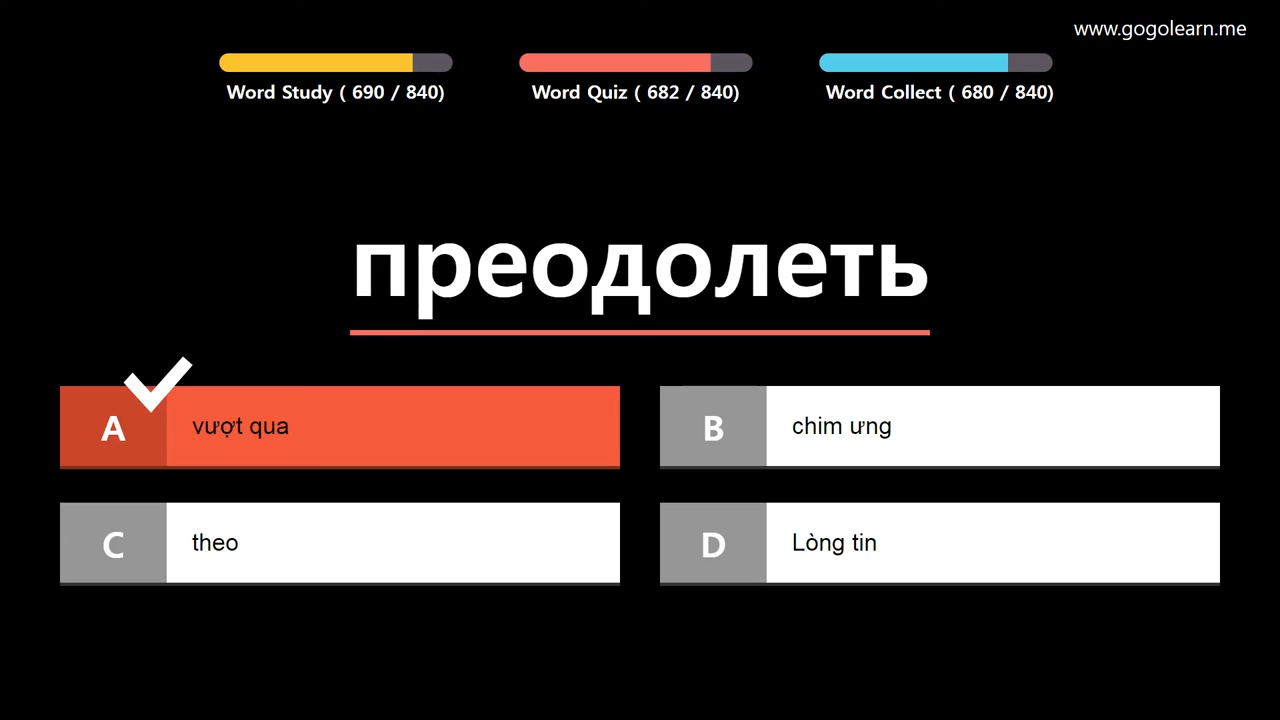 www.gogolearn.me
Word Study ( 690 / 840)
Word Quiz ( 682 / 840)
Word Collect ( 680 / 840)
преодолеть
A vượt qua
B chim ưng
C theo
D Lòng tin